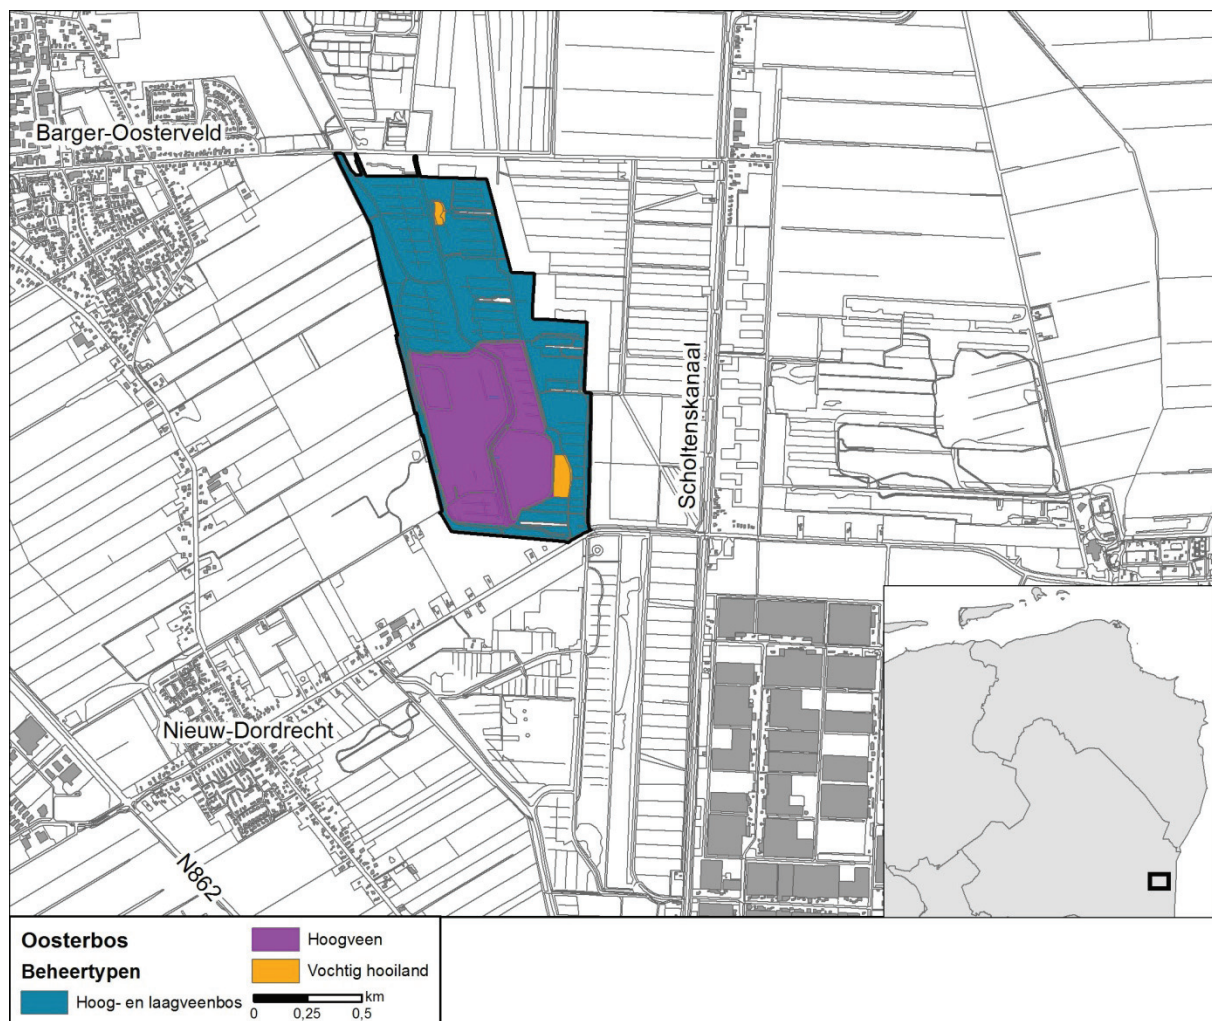 Barger-Oosterveld
Scholtenskanaal
Nieuw-Dordrecht
N862
Oosterbos
Beheertypen
Hoog- en laagveenbos
Hoogveen
Vochtig hooiland
km
0 0,25 0,5